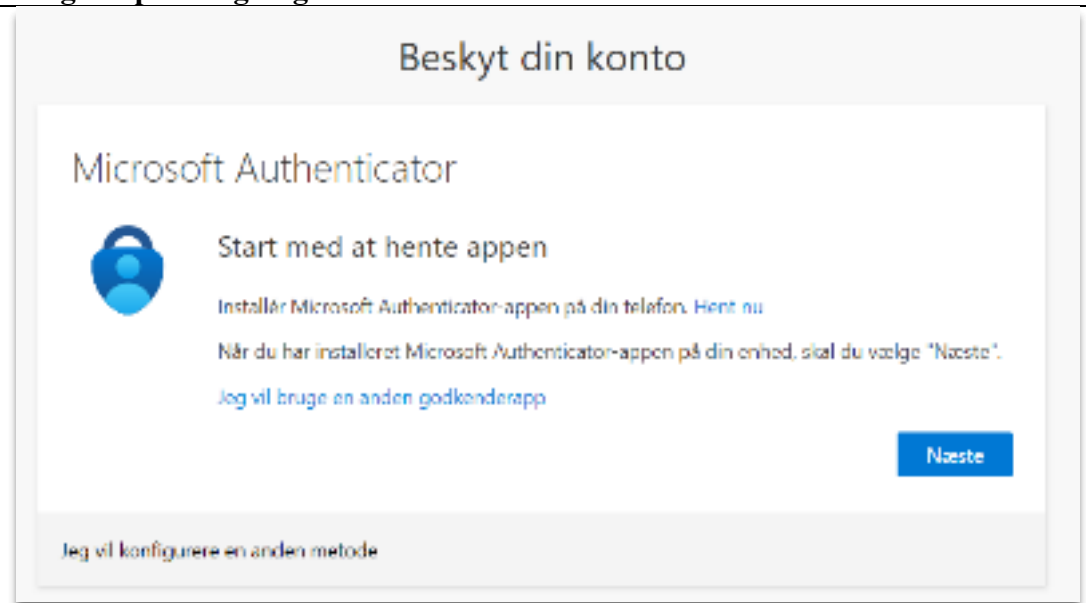 Beskyt din konto
Microsoft Authenticator
Start med at hente appen
Installér Microsoft Authenticator-appen på din telefon. Hent nu
Når du har installeret Microsoft Authenticator-appen på din enhed, skal du vælge "Næste".
Jeg vil bruge en anden godkenderapp
Næste
Jeg vil konfigurere en anden metode